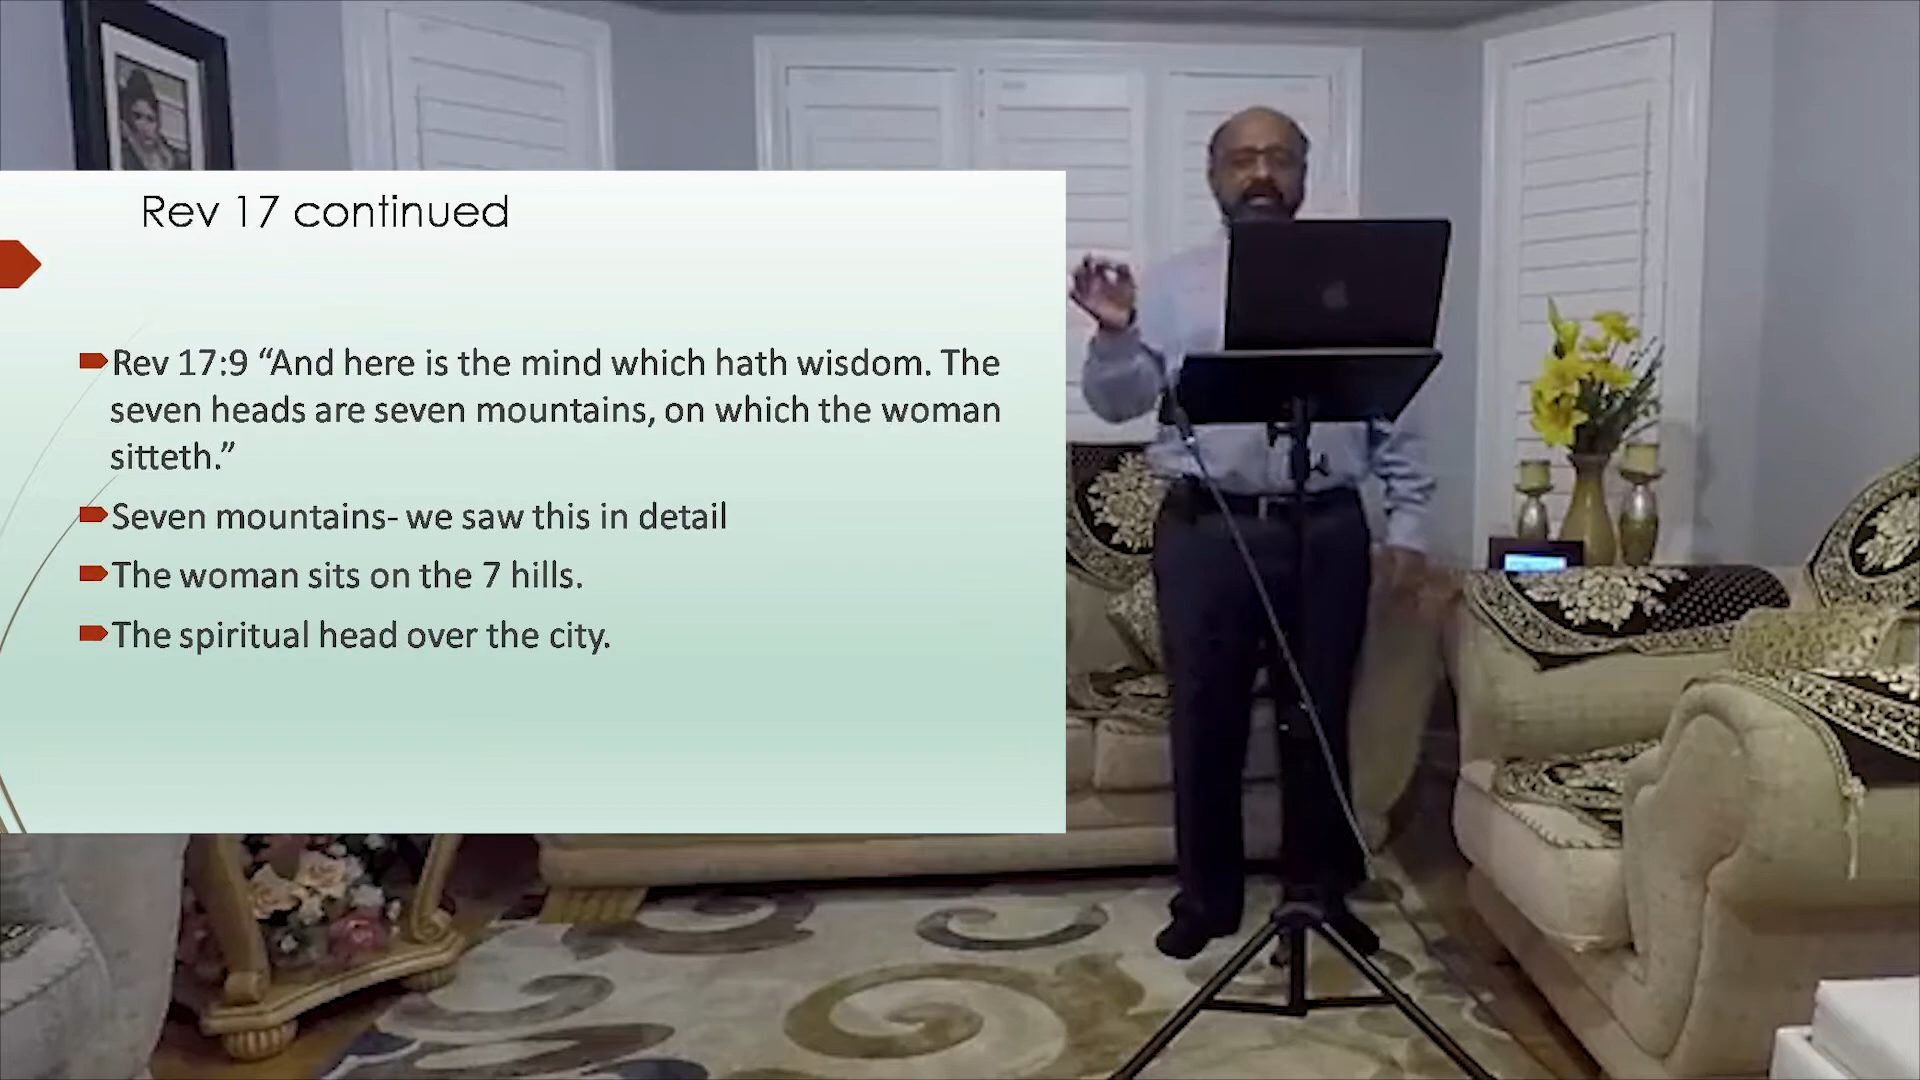 Rev 17 continued
Rev 17:9 “And here is the mind which hath wisdom. The
seven heads are seven mountains, on which the woman
sitteth.”
Seven mountains- we saw this in detail
The woman sits on the 7 hills.
The spiritual head over the city.